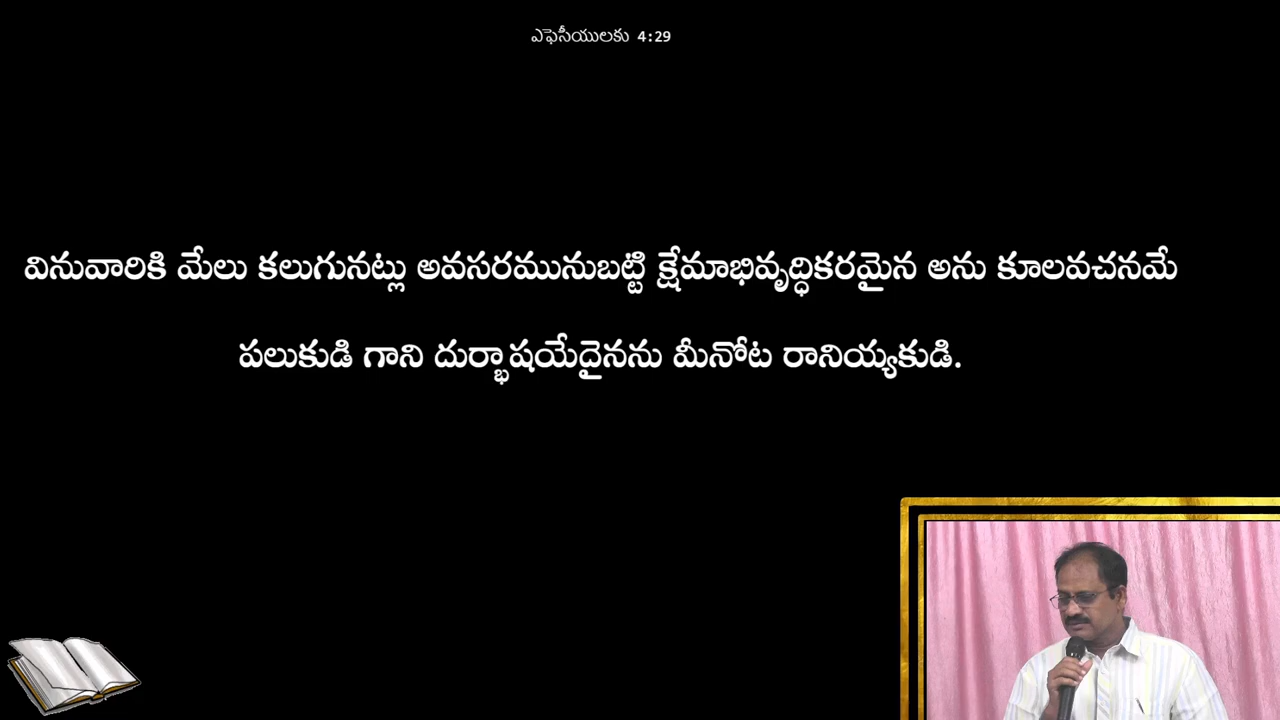 ఎఫెసీయులకు 4:29
వినువారికి మేలు కలుగునట్లు అవసరమునుబట్టి క్షేమాభివృద్ధికరమైన అను కూలవచనమే
పలుకుడి గాని దుర్భాషయేదైనను మీనోట రానియ్యకుడి.